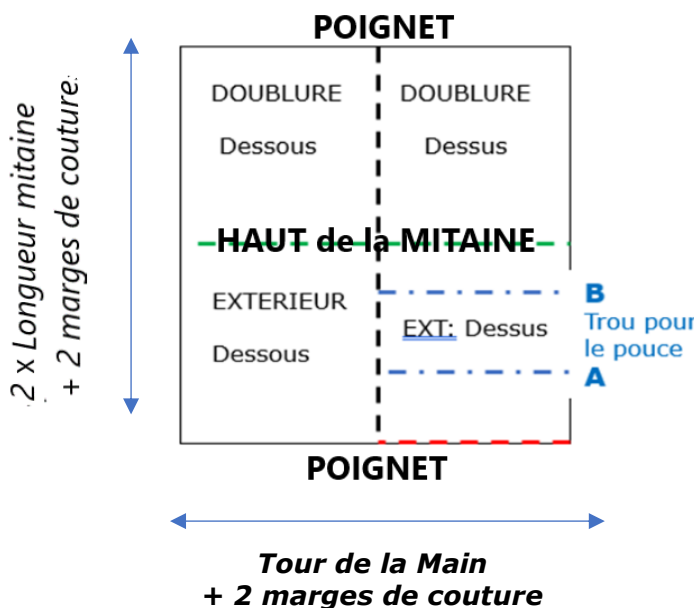 POIGNET
DOUBLURE
DOUBLURE
Dessous
Dessus
2 x Longueur mitaine
+ 2 marges de couture
HAUT de la MITAINE
EXTERIEUR
EXT: Dessus
Dessous
B
Trou pour
le pouce
A
POIGNET
Tour de la Main
+ 2 marges de couture